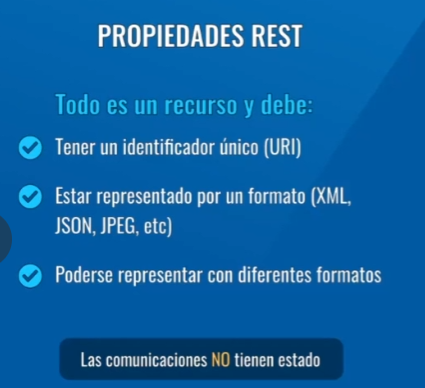 PROPIEDADES REST
Todo es un recurso y debe:
Tener un identificador único (URI)
Estar representado por un formato (XML,
JSON, JPEG, etc)
Poderse representar con diferentes formatos
Las comunicaciones NO tienen estado